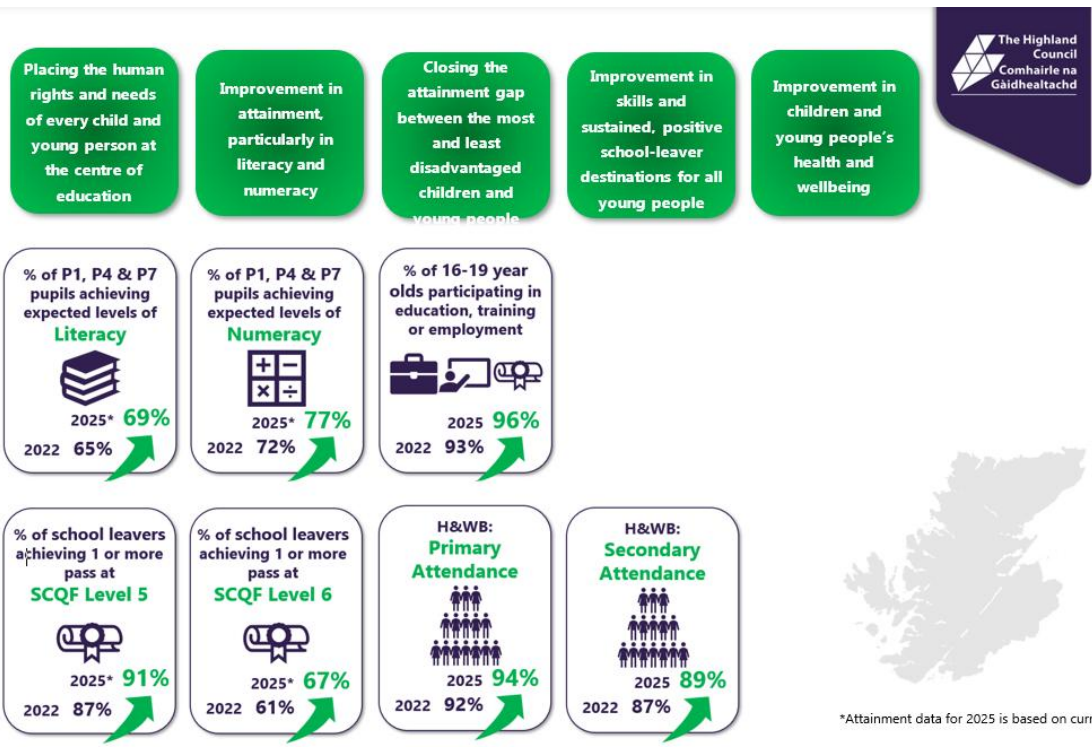 The Highland
Council
Comhairle na
Gàidhealtachd
Placing the human
rights and needs
of every child and
young person at
the centre of
education
Improvement in
attainment,
particularly in
literacy and
numeracy
Closing the
attainment gap
between the most
and least
disadvantaged
children and
young people
Improvement in
skills and
sustained, positive
school-leaver
destinations for all
young people
Improvement in
children and
young people's
health and
wellbeing
% of P1, P4 & P7
pupils achieving
expected levels of
Literacy
2025* 69%
2022 65%
% of P1, P4 & P7
pupils achieving
expected levels of
Numeracy
2025* 77%
2022 72%
% of 16-19 year
olds participating in
education, training
or employment
2025 96%
2022 93%
% of school leavers
achieving 1 or more
pass at
SCQF Level 5
2025* 91%
2022 87%
% of school leavers
achieving 1 or more
pass at
SCQF Level 6
2025* 67%
2022 61%
H&WB:
Primary
Attendance
2025 94%
2022 92%
H&WB:
Secondary
Attendance
2025 89%
2022 87%
*Attainment data for 2025 is based on